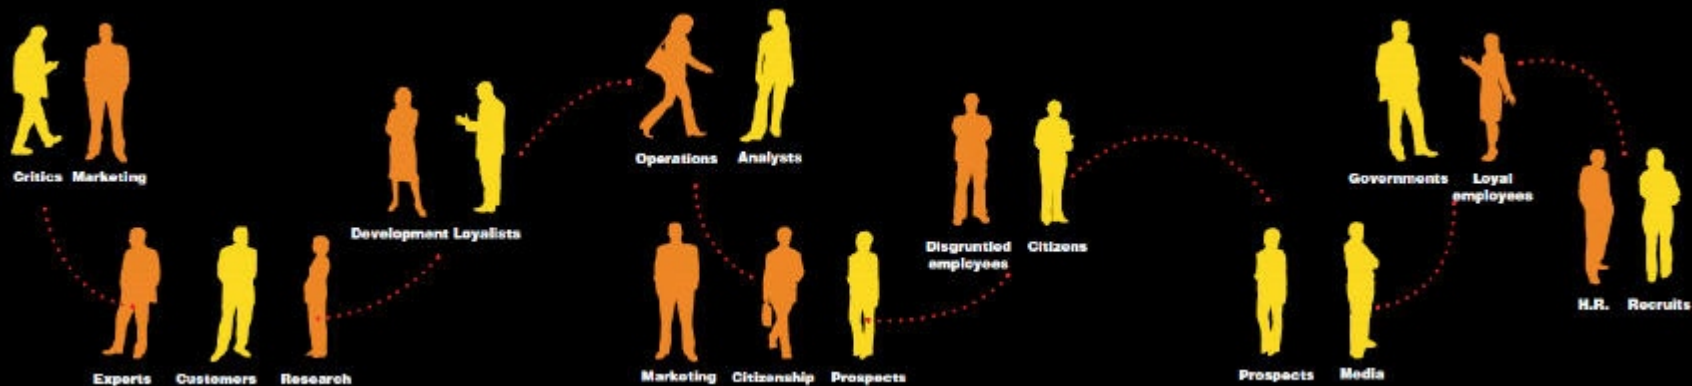 Critics Marketing
Experts Customers Research
Development Loyalists
Operations Analysts
Marketing Citizenship Prospects
Disgruntled
employees
Citizens
Prospects Media
Governments
Loyal
employees
H.R. Recruits